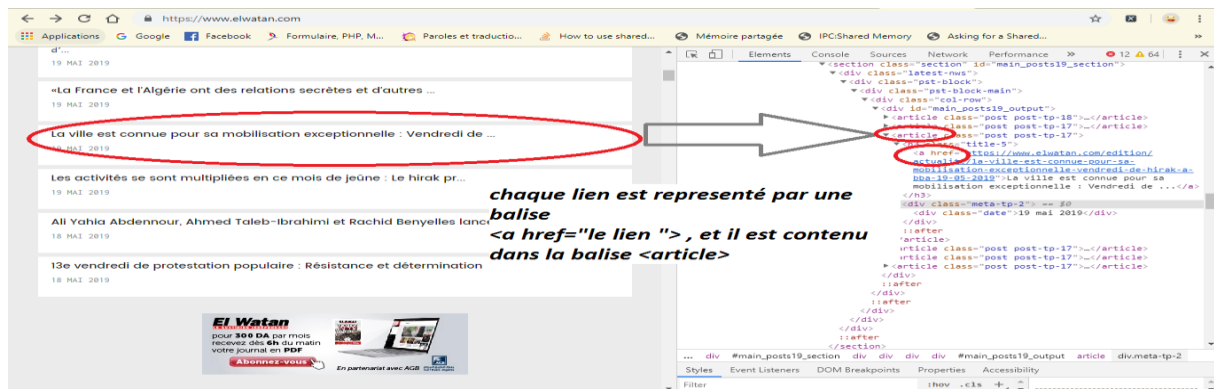 https://www.elwatan.com
Applications Google Facebook Formulaire, PHP, M... Paroles et traductio... How to use shared... Mémoire partagée IPC:Shared Memory Asking for a Shared... »
d'...
19 MAI 2019
«La France et l'Algérie ont des relations secrètes et d'autres ...
19 MAI 2019
La ville est connue pour sa mobilisation exceptionnelle : Vendredi de ...
MAI 2019
Les activités se sont multipliées en ce mois de jeûne : Le hirak pr...
19 MAI 2019
Ali Yahia Abdennour, Ahmed Taleb-Ibrahimi et Rachid Benyelles lanc
18 MAI 2019
13e vendredi de protestation populaire : Résistance et détermination
18 MAI 2019
El Watan
pour 300 DA par mois
recevez dès 6h du matin
votre journal en PDF
Abonnez-vous
En partenariat avec AGB
chaque lien est representé par une
balise
<a href="le lien "> , et il est contenu
dans la balise <article>
Elements Console Sources Network Performance » 12 64
<section class="section" id="main_posts19_section">
<div class="latest-nws">
<div class="pst-block">
<div class="pst-block-main">
<div class="col-row">
<div id="main_posts19_output">
<article class="post post-tp-18">…</article>
<article class="post post-tp-17">…</article>
<article class="post post-tp-17">
class="title-5">
<a href="https://www.elwatan.com/edition/
actualite/la-ville-est-connue-pour-sa-
mobilisation-exceptionnelle-vendredi-de-hirak-a-
bba-19-05-2019">La ville est connue pour sa
mobilisation exceptionnelle : Vendredi de ...</a>
</h3>
<div class="meta-tp-2"> == $0
<div class="date">19 mai 2019</div>
</div>
::after
article>
article class="post post-tp-17">…</article>
<article class="post post-tp-17">…</article>
</div>
::after
</div>
::after
</div>
</div>
::after
</section>
... div #main_posts19_section div div div div #main_posts19_output article div.meta-tp-2
Styles Event Listeners DOM Breakpoints Properties Accessibility
Filter :hov .cls +